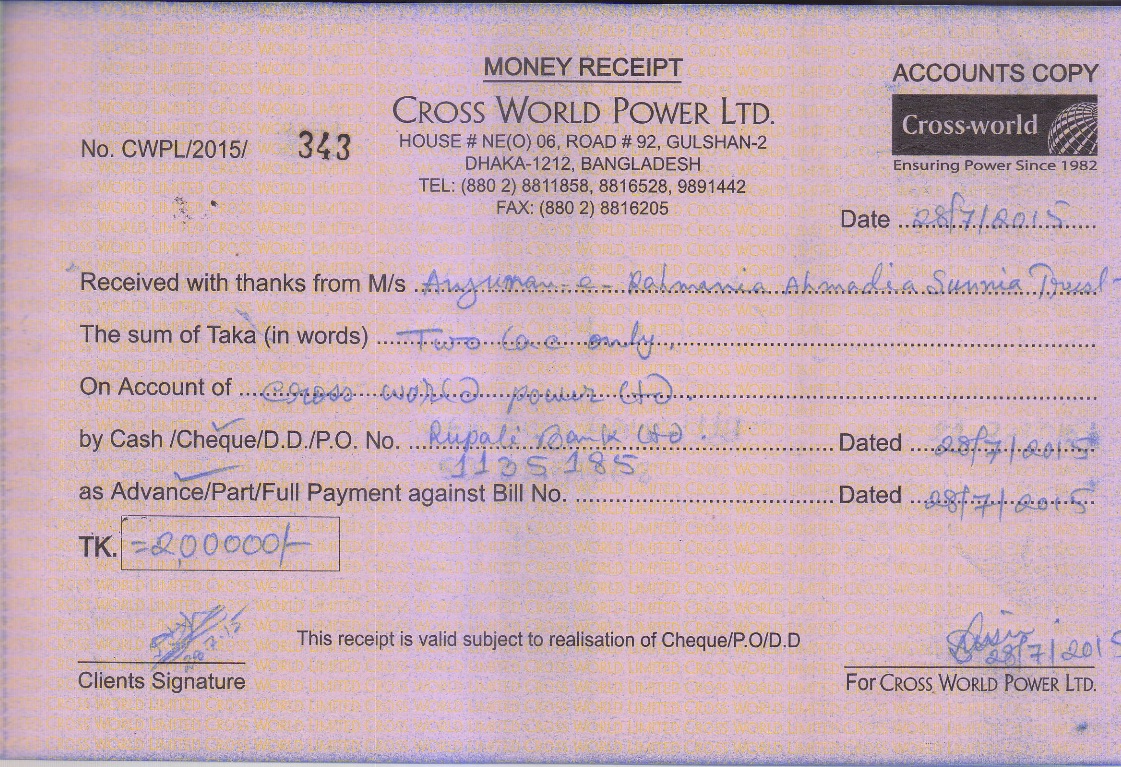 MONEY RECEIPT
ACCOUNTS COPY
CROSS WORLD POWER LTD.
Cross-world
Ensuring Power Since 1982
No. CWPL/2015/ 343
HOUSE # NE(O) 06, ROAD # 92, GULSHAN-2
DHAKA-1212, BANGLADESH
TEL: (880 2) 8811858, 8816528, 9891442
FAX: (880 2) 8816205
Date 28/7/2015
Received with thanks from M/s Anjuman-e-Rahmania Ahmadia Sunnia Trust
The sum of Taka (in words) Two lac only.
On Account of Cross world power Ltd.
by Cash /Cheque/D.D./P.O. No. Rupali Bank Ltd. Dated 28/7/2015
1135185
as Advance/Part/Full Payment against Bill No. Dated 28/7/2015
TK. =200000/-
28.7.15
This receipt is valid subject to realisation of Cheque/P.O/D.D
28/7/2015
Clients Signature
For CROSS WORLD POWER LTD.